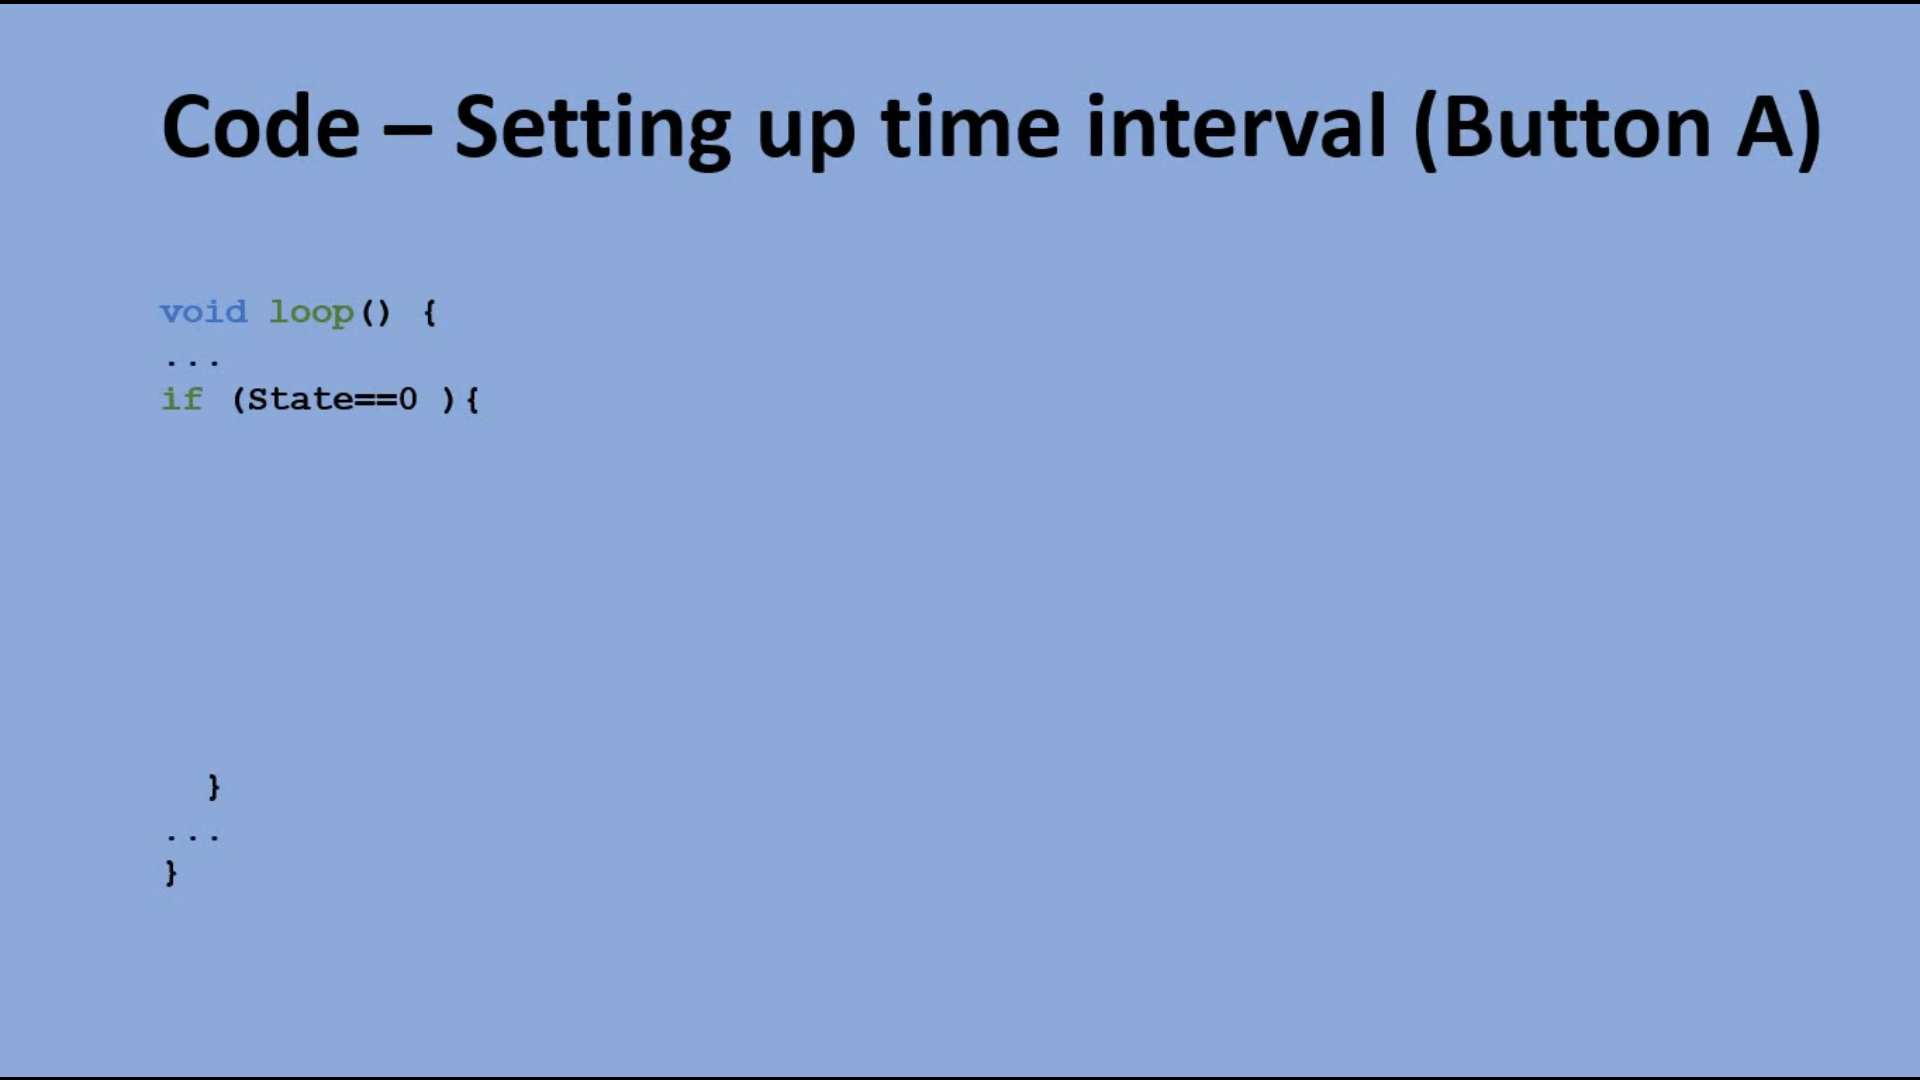 Code – Setting up time interval (Button A)
void loop() {
...
if (State==0 ){
}
...
}